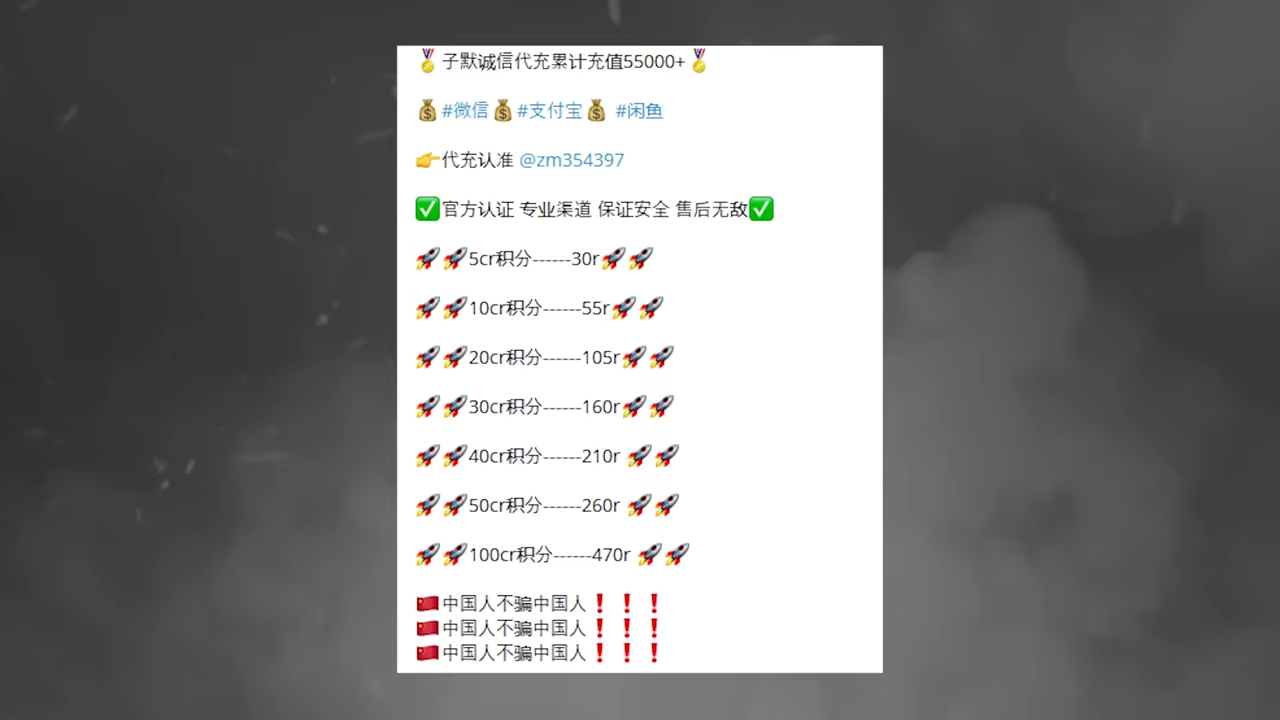 🏅子默诚信代充累计充值55000+🏅
💰#微信💰#支付宝💰 #闲鱼
👉代充认准 @zm354397
✅官方认证 专业渠道 保证安全 售后无敌✅
🚀🚀5cr积分------30r🚀🚀
🚀🚀10cr积分------55r🚀🚀
🚀🚀20cr积分------105r🚀🚀
🚀🚀30cr积分------160r🚀🚀
🚀🚀40cr积分------210r 🚀🚀
🚀🚀50cr积分------260r 🚀🚀
🚀🚀100cr积分------470r 🚀🚀
🇨🇳中国人不骗中国人❗❗❗
🇨🇳中国人不骗中国人❗❗❗
🇨🇳中国人不骗中国人❗❗❗